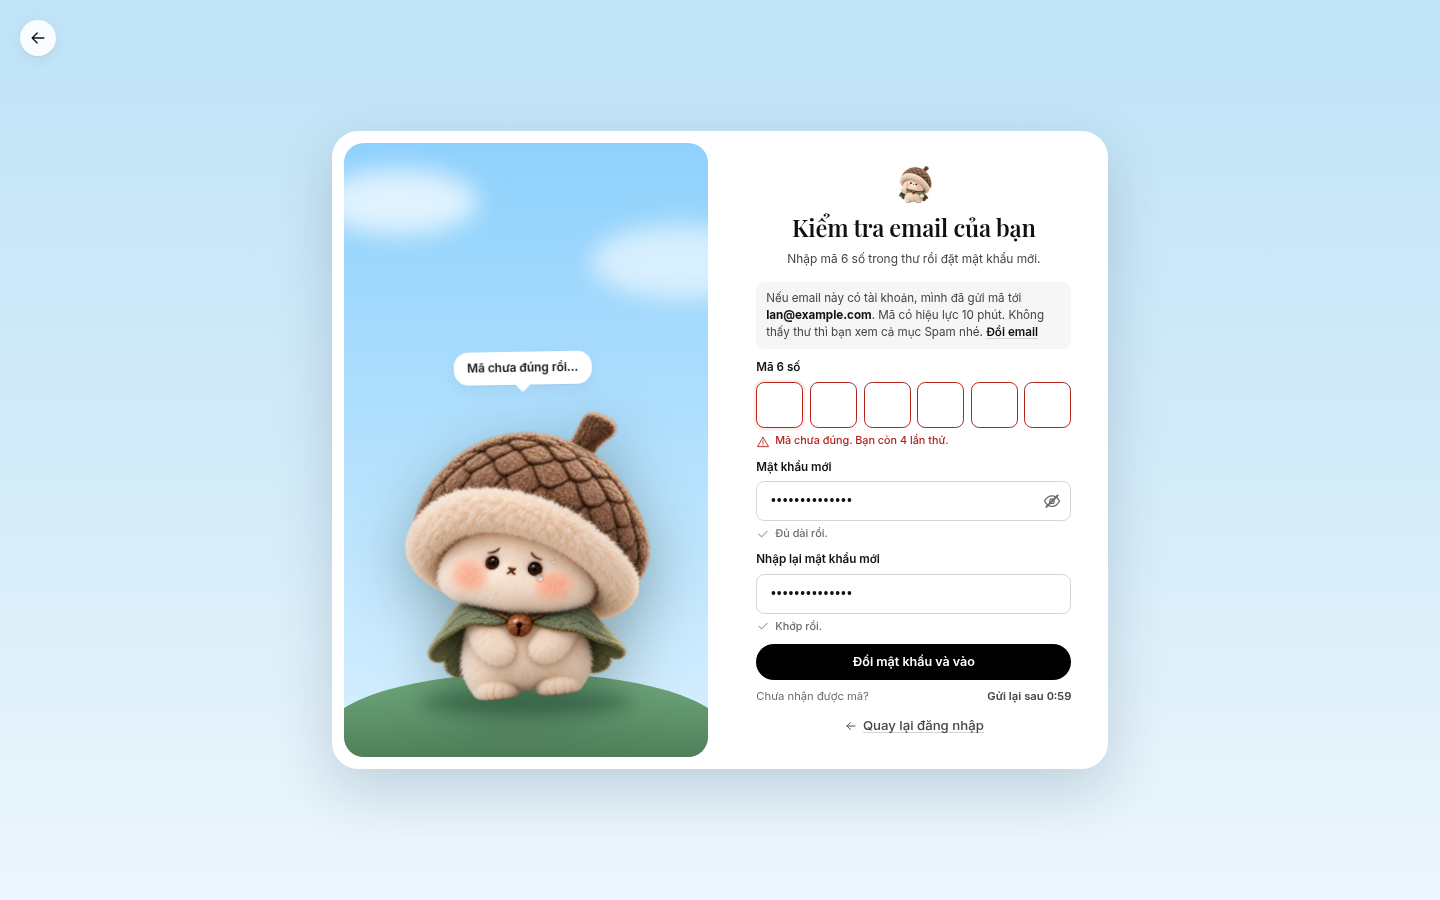 Mã chưa đúng rồi...
Kiểm tra email của bạn
Nhập mã 6 số trong thư rồi đặt mật khẩu mới.
Nếu email này có tài khoản, mình đã gửi mã tới
lan@example.com. Mã có hiệu lực 10 phút. Không
thấy thư thì bạn xem cả mục Spam nhé. Đổi email
Mã 6 số
Mã chưa đúng. Bạn còn 4 lần thử.
Mật khẩu mới
••••••••••••••
Đủ dài rồi.
Nhập lại mật khẩu mới
••••••••••••••
Khớp rồi.
Đổi mật khẩu và vào
Chưa nhận được mã?
Gửi lại sau 0:59
Quay lại đăng nhập